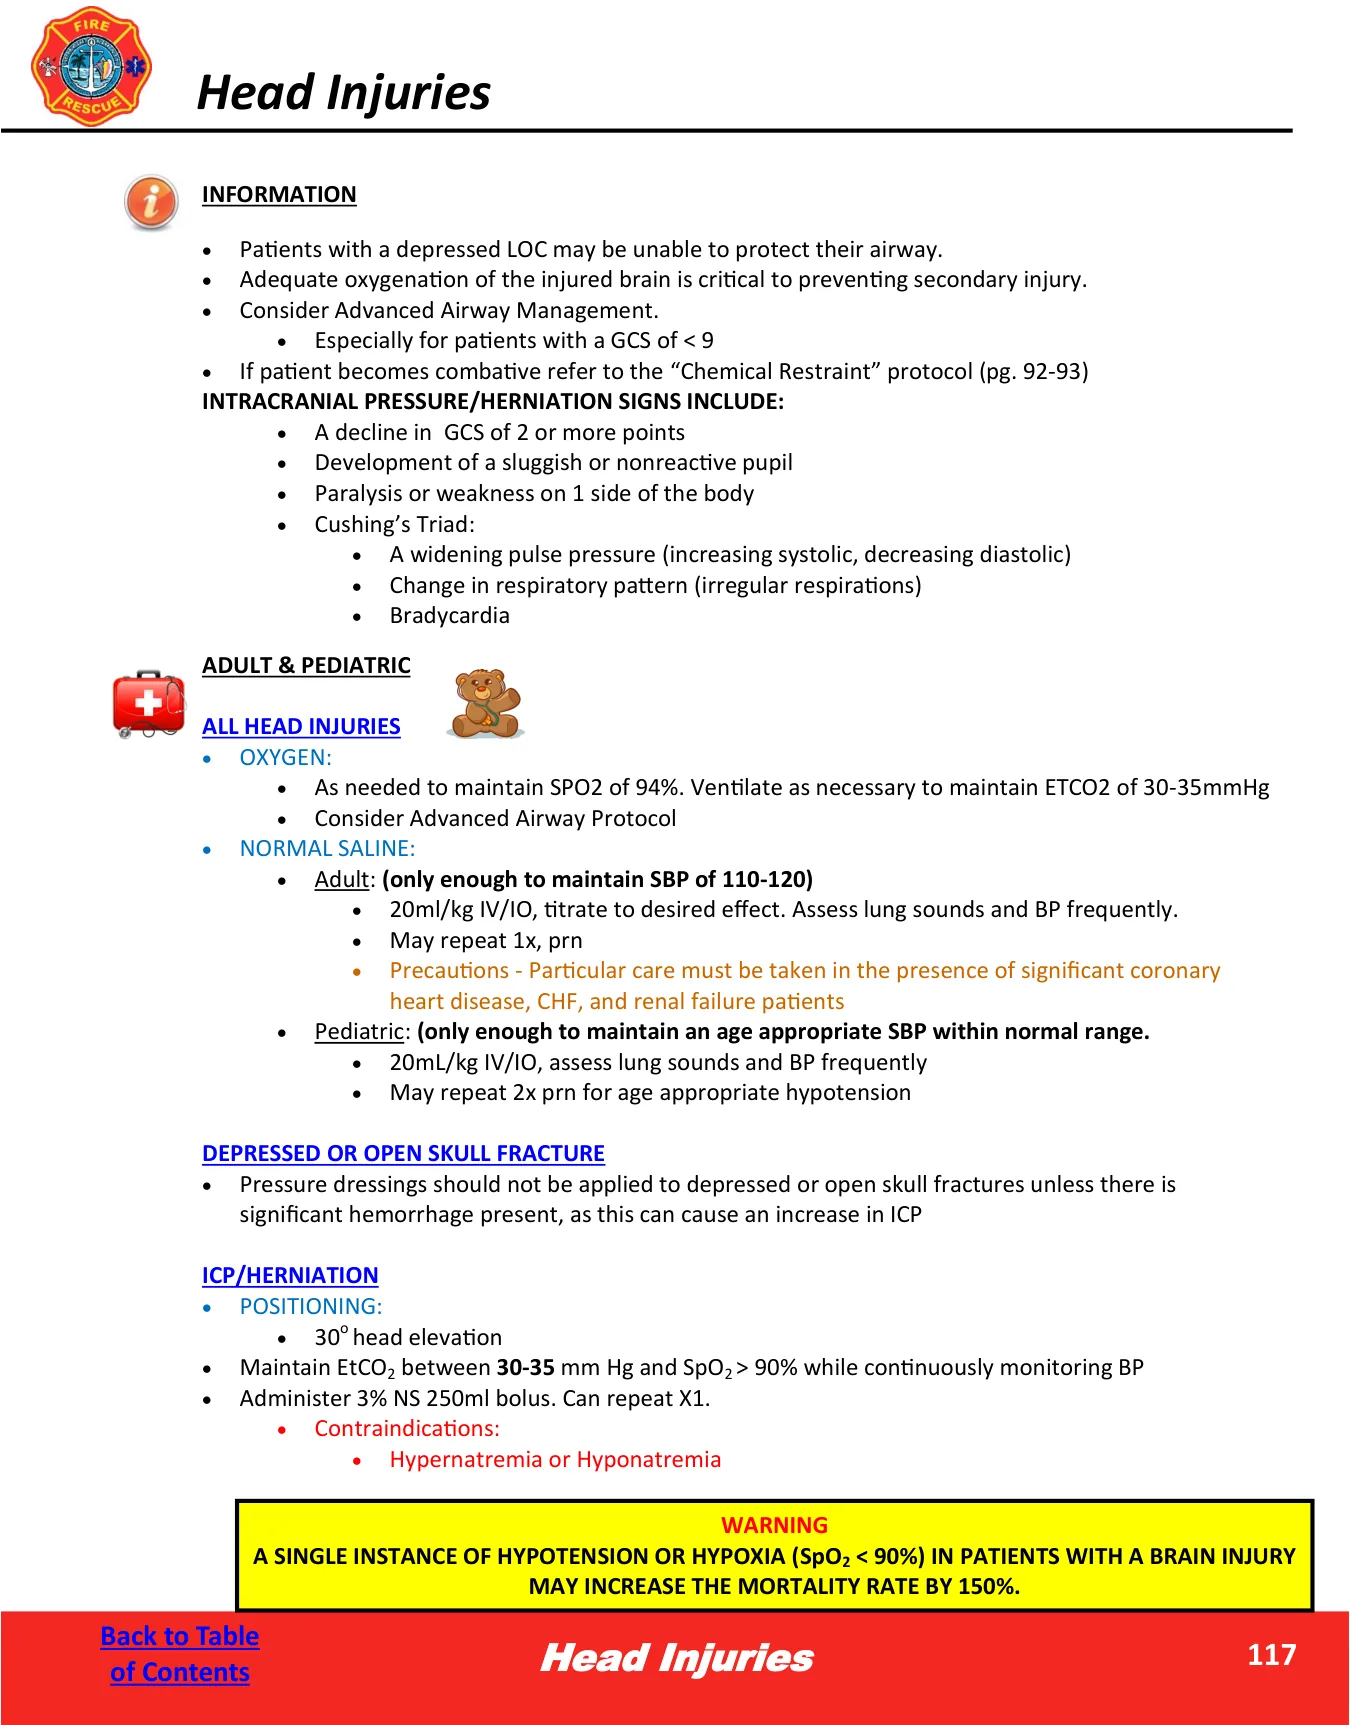 FIRE
RESCUE
Head Injuries
INFORMATION
• Patients with a depressed LOC may be unable to protect their airway.
• Adequate oxygenation of the injured brain is critical to preventing secondary injury.
• Consider Advanced Airway Management.
• Especially for patients with a GCS of < 9
• If patient becomes combative refer to the “Chemical Restraint” protocol (pg. 92-93)
INTRACRANIAL PRESSURE/HERNIATION SIGNS INCLUDE:
• A decline in  GCS of 2 or more points
• Development of a sluggish or nonreactive pupil
• Paralysis or weakness on 1 side of the body
• Cushing’s Triad:
• A widening pulse pressure (increasing systolic, decreasing diastolic)
• Change in respiratory pattern (irregular respirations)
• Bradycardia
ADULT & PEDIATRIC
ALL HEAD INJURIES
• OXYGEN:
• As needed to maintain SPO2 of 94%. Ventilate as necessary to maintain ETCO2 of 30-35mmHg
• Consider Advanced Airway Protocol
• NORMAL SALINE:
• Adult: (only enough to maintain SBP of 110-120)
• 20ml/kg IV/IO, titrate to desired effect. Assess lung sounds and BP frequently.
• May repeat 1x, prn
• Precautions - Particular care must be taken in the presence of significant coronary
heart disease, CHF, and renal failure patients
• Pediatric: (only enough to maintain an age appropriate SBP within normal range.
• 20mL/kg IV/IO, assess lung sounds and BP frequently
• May repeat 2x prn for age appropriate hypotension
DEPRESSED OR OPEN SKULL FRACTURE
• Pressure dressings should not be applied to depressed or open skull fractures unless there is
significant hemorrhage present, as this can cause an increase in ICP
ICP/HERNIATION
• POSITIONING:
• 30° head elevation
• Maintain EtCO₂ between 30-35 mm Hg and SpO₂ > 90% while continuously monitoring BP
• Administer 3% NS 250ml bolus. Can repeat X1.
• Contraindications:
• Hypernatremia or Hyponatremia
WARNING
A SINGLE INSTANCE OF HYPOTENSION OR HYPOXIA (SpO₂ < 90%) IN PATIENTS WITH A BRAIN INJURY
MAY INCREASE THE MORTALITY RATE BY 150%.
Back to Table
of Contents
Head Injuries
117